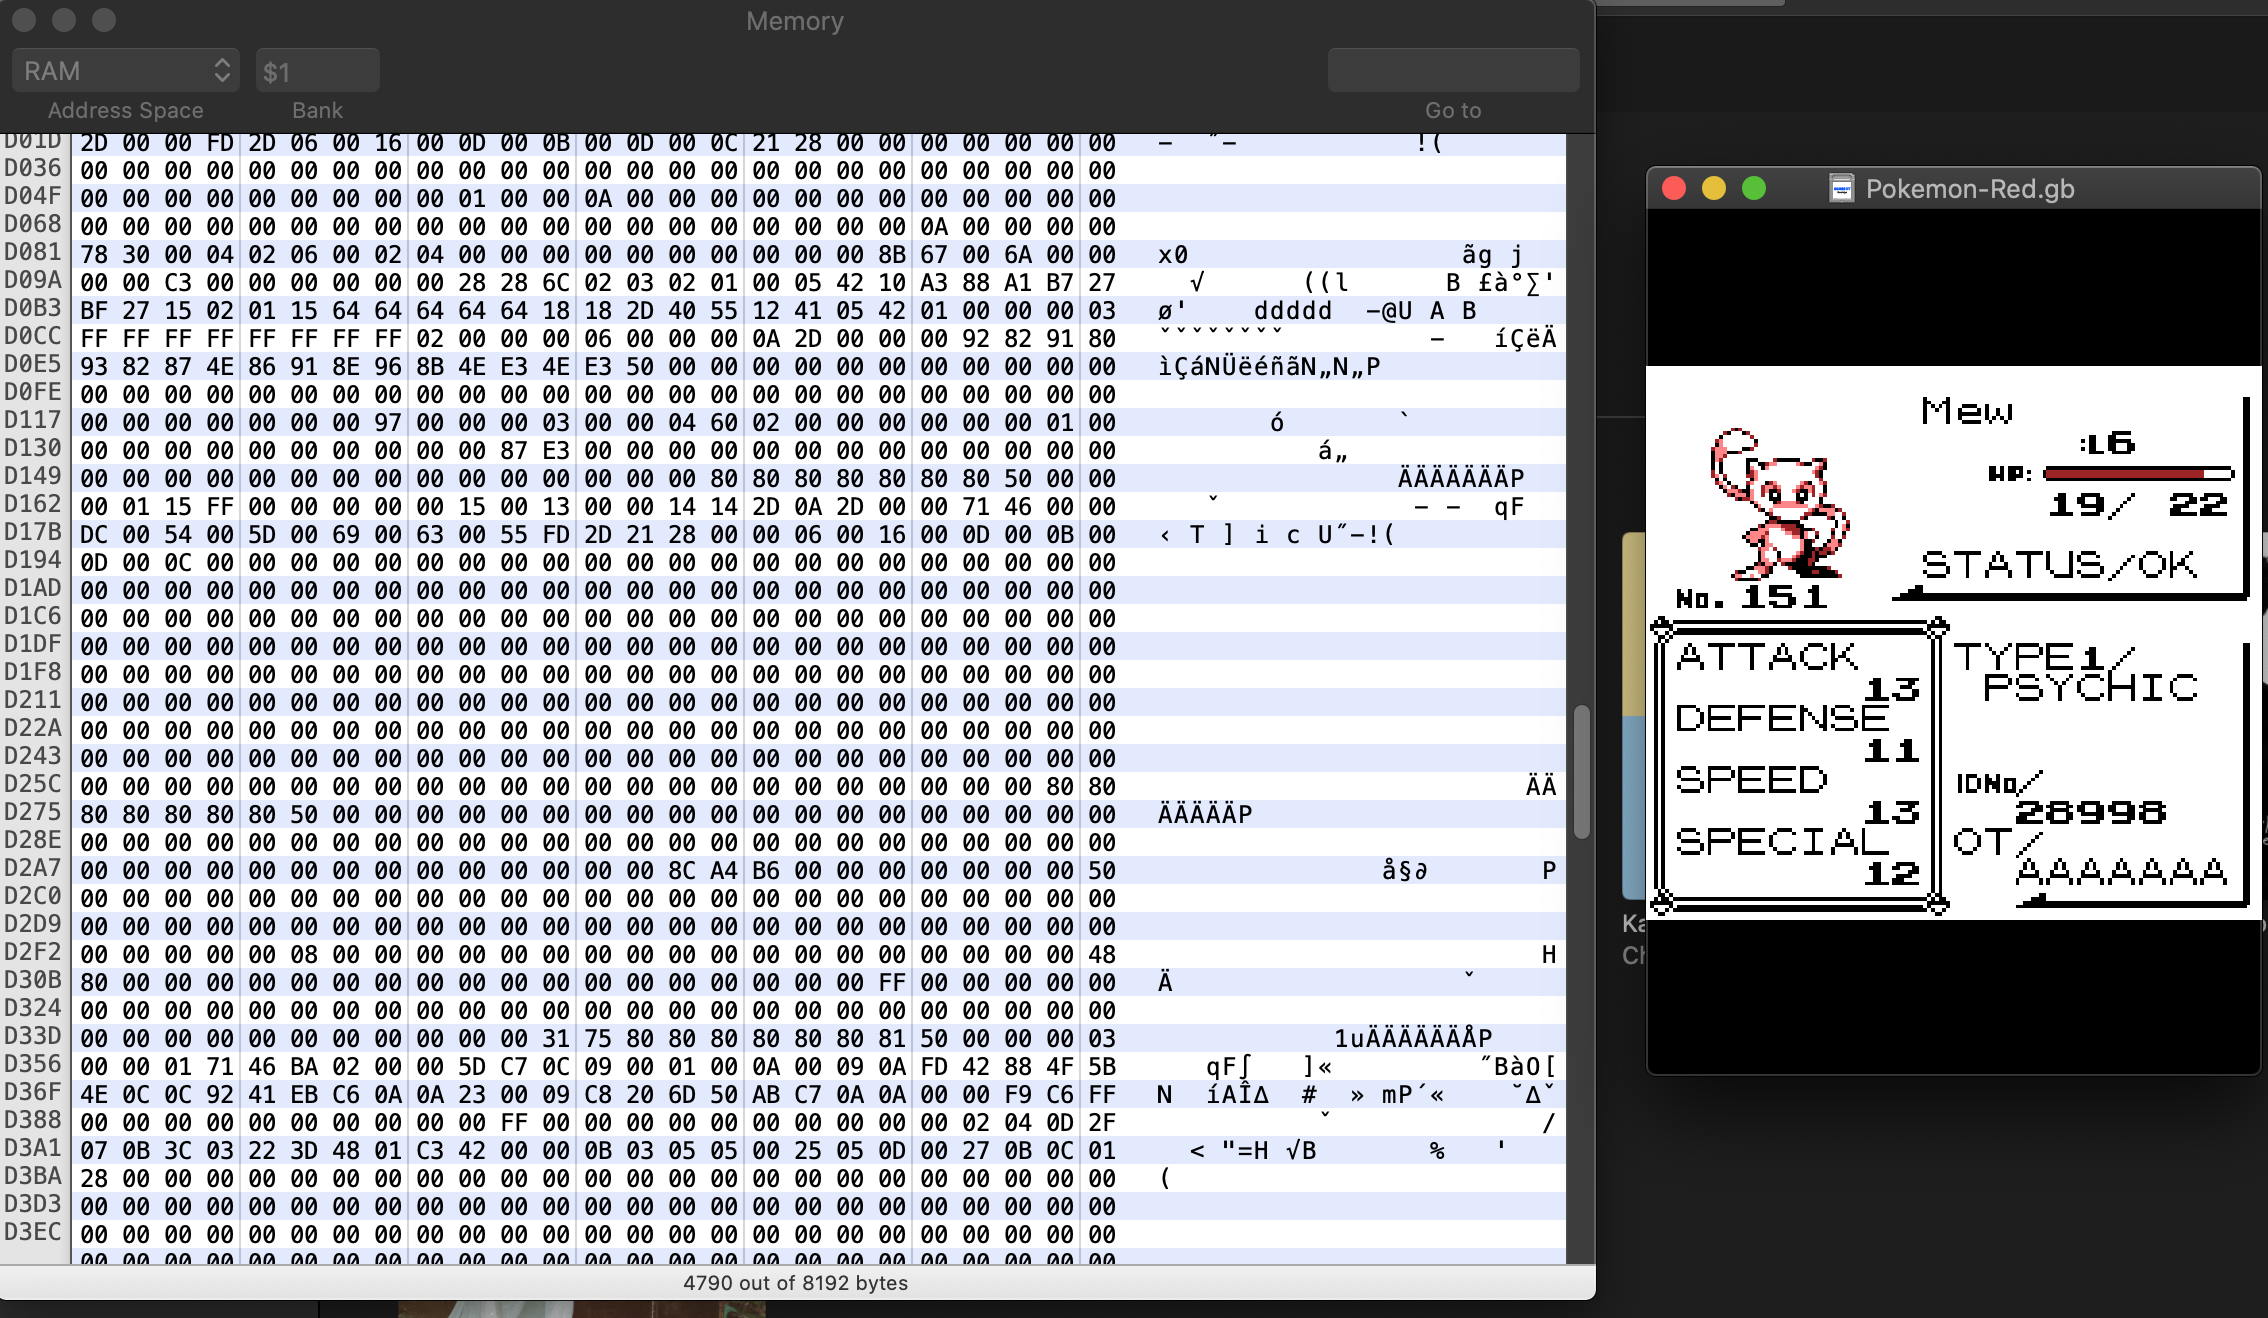 Memory
RAM
$1
Address Space
Bank
Go to
D01D 2D 00 00 FD 2D 06 00 16 00 0D 00 0B 00 0D 00 0C 21 28 00 00 00 00 00 00 00 – ˝– !(
D036 00 00 00 00 00 00 00 00 00 00 00 00 00 00 00 00 00 00 00 00 00 00 00 00 00
D04F 00 00 00 00 00 00 00 00 00 01 00 00 0A 00 00 00 00 00 00 00 00 00 00 00 00
D068 00 00 00 00 00 00 00 00 00 00 00 00 00 00 00 00 00 00 00 00 0A 00 00 00 00
D081 78 30 00 04 02 06 00 02 04 00 00 00 00 00 00 00 00 00 00 8B 67 00 6A 00 00 x0 ãg j
D09A 00 00 C3 00 00 00 00 00 00 28 28 6C 02 03 02 01 00 05 42 10 A3 88 A1 B7 27 √ ((l B £à°∑'
D0B3 BF 27 15 02 01 15 64 64 64 64 64 18 18 2D 40 55 12 41 05 42 01 00 00 00 03 ø' ddddd –@U A B
D0CC FF FF FF FF FF FF FF FF 02 00 00 00 06 00 00 00 0A 2D 00 00 00 92 82 91 80 ˇˇˇˇˇˇˇˇ – íÇëÄ
D0E5 93 82 87 4E 86 91 8E 96 8B 4E E3 4E E3 50 00 00 00 00 00 00 00 00 00 00 00 ìÇáNÜëéñãN„N„P
D0FE 00 00 00 00 00 00 00 00 00 00 00 00 00 00 00 00 00 00 00 00 00 00 00 00 00
D117 00 00 00 00 00 00 00 97 00 00 00 03 00 00 04 60 02 00 00 00 00 00 00 01 00 ó `
D130 00 00 00 00 00 00 00 00 00 00 87 E3 00 00 00 00 00 00 00 00 00 00 00 00 00 á„
D149 00 00 00 00 00 00 00 00 00 00 00 00 00 00 00 80 80 80 80 80 80 80 50 00 00 ÄÄÄÄÄÄÄP
D162 00 01 15 FF 00 00 00 00 00 15 00 13 00 00 14 14 2D 0A 2D 00 00 71 46 00 00 ˇ – – qF
D17B DC 00 54 00 5D 00 69 00 63 00 55 FD 2D 21 28 00 00 06 00 16 00 0D 00 0B 00 ‹ T ] i c U˝–!(
D194 0D 00 0C 00 00 00 00 00 00 00 00 00 00 00 00 00 00 00 00 00 00 00 00 00 00
D1AD 00 00 00 00 00 00 00 00 00 00 00 00 00 00 00 00 00 00 00 00 00 00 00 00 00
D1C6 00 00 00 00 00 00 00 00 00 00 00 00 00 00 00 00 00 00 00 00 00 00 00 00 00
D1DF 00 00 00 00 00 00 00 00 00 00 00 00 00 00 00 00 00 00 00 00 00 00 00 00 00
D1F8 00 00 00 00 00 00 00 00 00 00 00 00 00 00 00 00 00 00 00 00 00 00 00 00 00
D211 00 00 00 00 00 00 00 00 00 00 00 00 00 00 00 00 00 00 00 00 00 00 00 00 00
D22A 00 00 00 00 00 00 00 00 00 00 00 00 00 00 00 00 00 00 00 00 00 00 00 00 00
D243 00 00 00 00 00 00 00 00 00 00 00 00 00 00 00 00 00 00 00 00 00 00 00 00 00
D25C 00 00 00 00 00 00 00 00 00 00 00 00 00 00 00 00 00 00 00 00 00 00 00 80 80 ÄÄ
D275 80 80 80 80 80 50 00 00 00 00 00 00 00 00 00 00 00 00 00 00 00 00 00 00 00 ÄÄÄÄÄP
D28E 00 00 00 00 00 00 00 00 00 00 00 00 00 00 00 00 00 00 00 00 00 00 00 00 00
D2A7 00 00 00 00 00 00 00 00 00 00 00 00 00 00 8C A4 B6 00 00 00 00 00 00 00 50 å§∂ P
D2C0 00 00 00 00 00 00 00 00 00 00 00 00 00 00 00 00 00 00 00 00 00 00 00 00 00
D2D9 00 00 00 00 00 00 00 00 00 00 00 00 00 00 00 00 00 00 00 00 00 00 00 00 00
D2F2 00 00 00 00 00 08 00 00 00 00 00 00 00 00 00 00 00 00 00 00 00 00 00 00 48 H
D30B 80 00 00 00 00 00 00 00 00 00 00 00 00 00 00 00 00 00 00 FF 00 00 00 00 00 Ä ˇ
D324 00 00 00 00 00 00 00 00 00 00 00 00 00 00 00 00 00 00 00 00 00 00 00 00 00
D33D 00 00 00 00 00 00 00 00 00 00 00 31 75 80 80 80 80 80 80 81 50 00 00 00 03 1uÄÄÄÄÄÄÅP
D356 00 00 01 71 46 BA 02 00 00 5D C7 0C 09 00 01 00 0A 00 09 0A FD 42 88 4F 5B qF∫ ]« ˝BàO[
D36F 4E 0C 0C 92 41 EB C6 0A 0A 23 00 09 C8 20 6D 50 AB C7 0A 0A 00 00 F9 C6 FF N íAÎ∆ # » mP´« ˘∆ˇ
D388 00 00 00 00 00 00 00 00 00 00 FF 00 00 00 00 00 00 00 00 00 00 02 04 0D 2F ˇ /
D3A1 07 0B 3C 03 22 3D 48 01 C3 42 00 00 0B 03 05 05 00 25 05 0D 00 27 0B 0C 01 < "=H √B % '
D3BA 28 00 00 00 00 00 00 00 00 00 00 00 00 00 00 00 00 00 00 00 00 00 00 00 00 (
D3D3 00 00 00 00 00 00 00 00 00 00 00 00 00 00 00 00 00 00 00 00 00 00 00 00 00
D3EC 00 00 00 00 00 00 00 00 00 00 00 00 00 00 00 00 00 00 00 00 00 00 00 00 00
00 00 00 00 00 00 00 00 00 00 00 00 00 00 00 00 00 00 00 00 00 00 00 00 00
4790 out of 8192 bytes
Pokemon-Red.gb
Mew
:L6
HP:
19/ 22
STATUS/OK
No. 151
ATTACK
13
DEFENSE
11
SPEED
13
SPECIAL
12
TYPE1/
PSYCHIC
IDNo/
28998
OT/
AAAAAAA